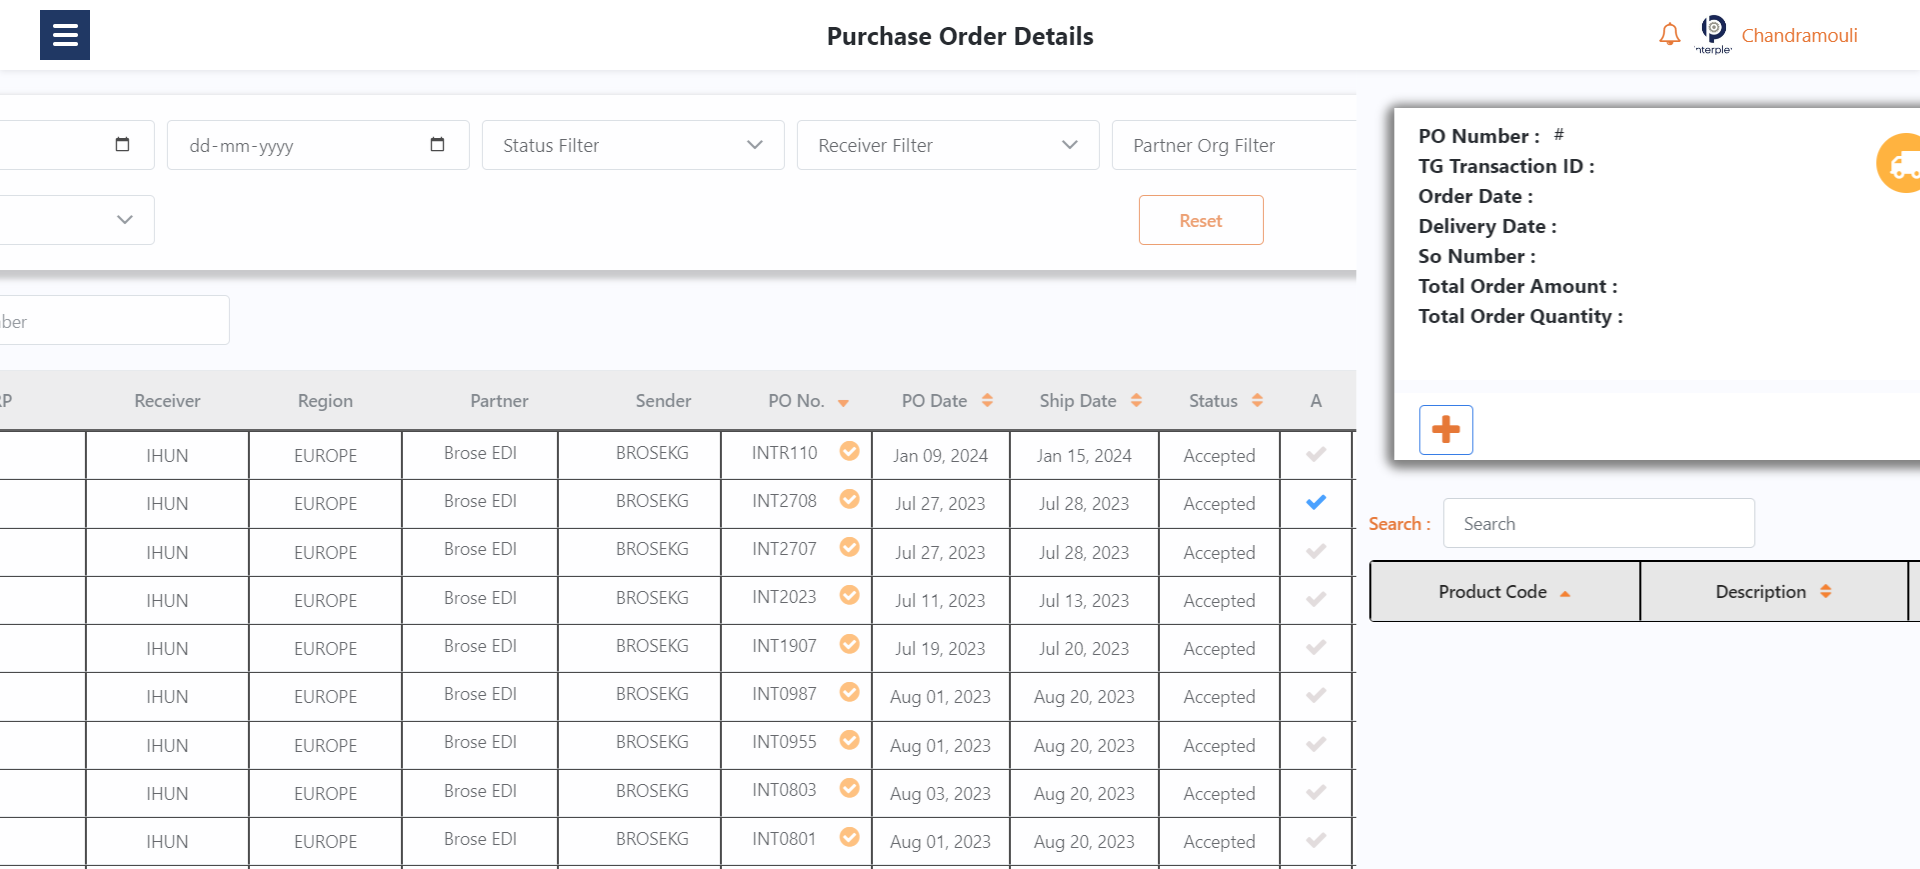 Purchase Order Details
Chandramouli
dd-mm-yyyy
Status Filter
Receiver Filter
Partner Org Filter
Reset
PO Number : #
TG Transaction ID :
Order Date :
Delivery Date :
So Number :
Total Order Amount :
Total Order Quantity :
Receiver Region Partner Sender PO No. PO Date Ship Date Status A
IHUN EUROPE Brose EDI BROSEKG INTR110 Jan 09, 2024 Jan 15, 2024 Accepted
IHUN EUROPE Brose EDI BROSEKG INT2708 Jul 27, 2023 Jul 28, 2023 Accepted
IHUN EUROPE Brose EDI BROSEKG INT2707 Jul 27, 2023 Jul 28, 2023 Accepted
IHUN EUROPE Brose EDI BROSEKG INT2023 Jul 11, 2023 Jul 13, 2023 Accepted
IHUN EUROPE Brose EDI BROSEKG INT1907 Jul 19, 2023 Jul 20, 2023 Accepted
IHUN EUROPE Brose EDI BROSEKG INT0987 Aug 01, 2023 Aug 20, 2023 Accepted
IHUN EUROPE Brose EDI BROSEKG INT0955 Aug 01, 2023 Aug 20, 2023 Accepted
IHUN EUROPE Brose EDI BROSEKG INT0803 Aug 03, 2023 Aug 20, 2023 Accepted
IHUN EUROPE Brose EDI BROSEKG INT0801 Aug 01, 2023 Aug 20, 2023 Accepted
Search : Search
Product Code Description